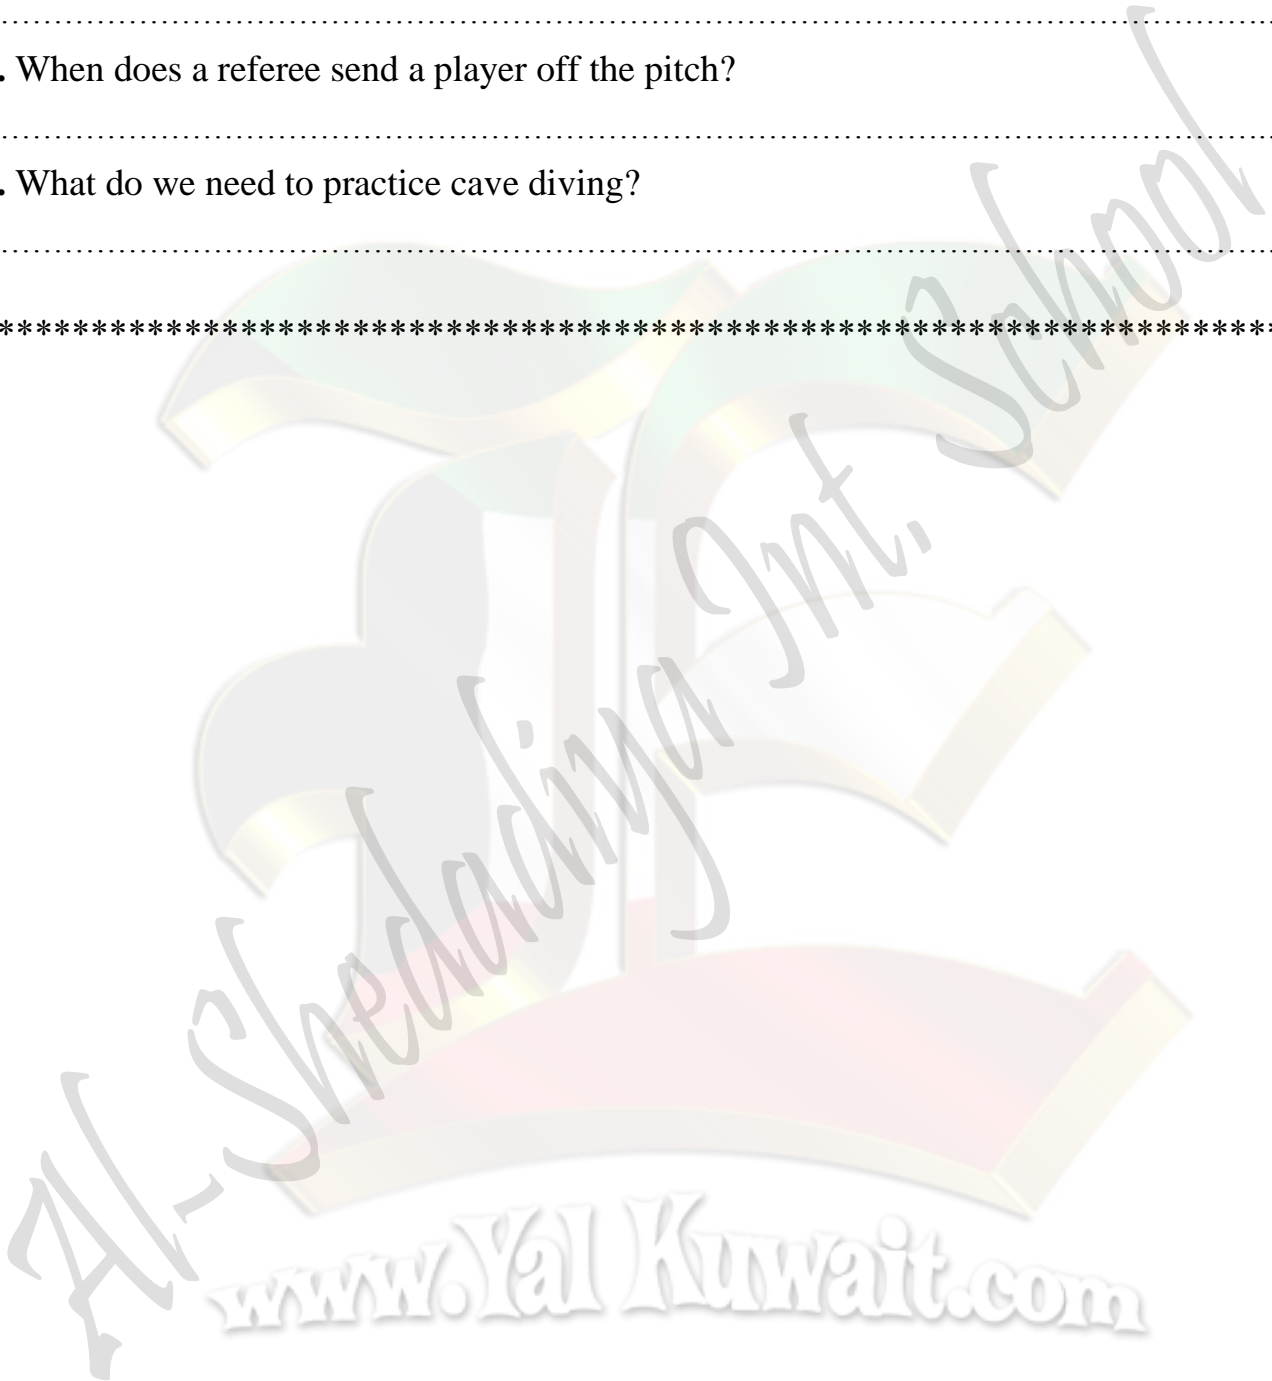 . When does a referee send a player off the pitch?
. What do we need to practice cave diving?
*********************************************************************
Al-Shedadiya Int. School
www.Yal Kuwait.com